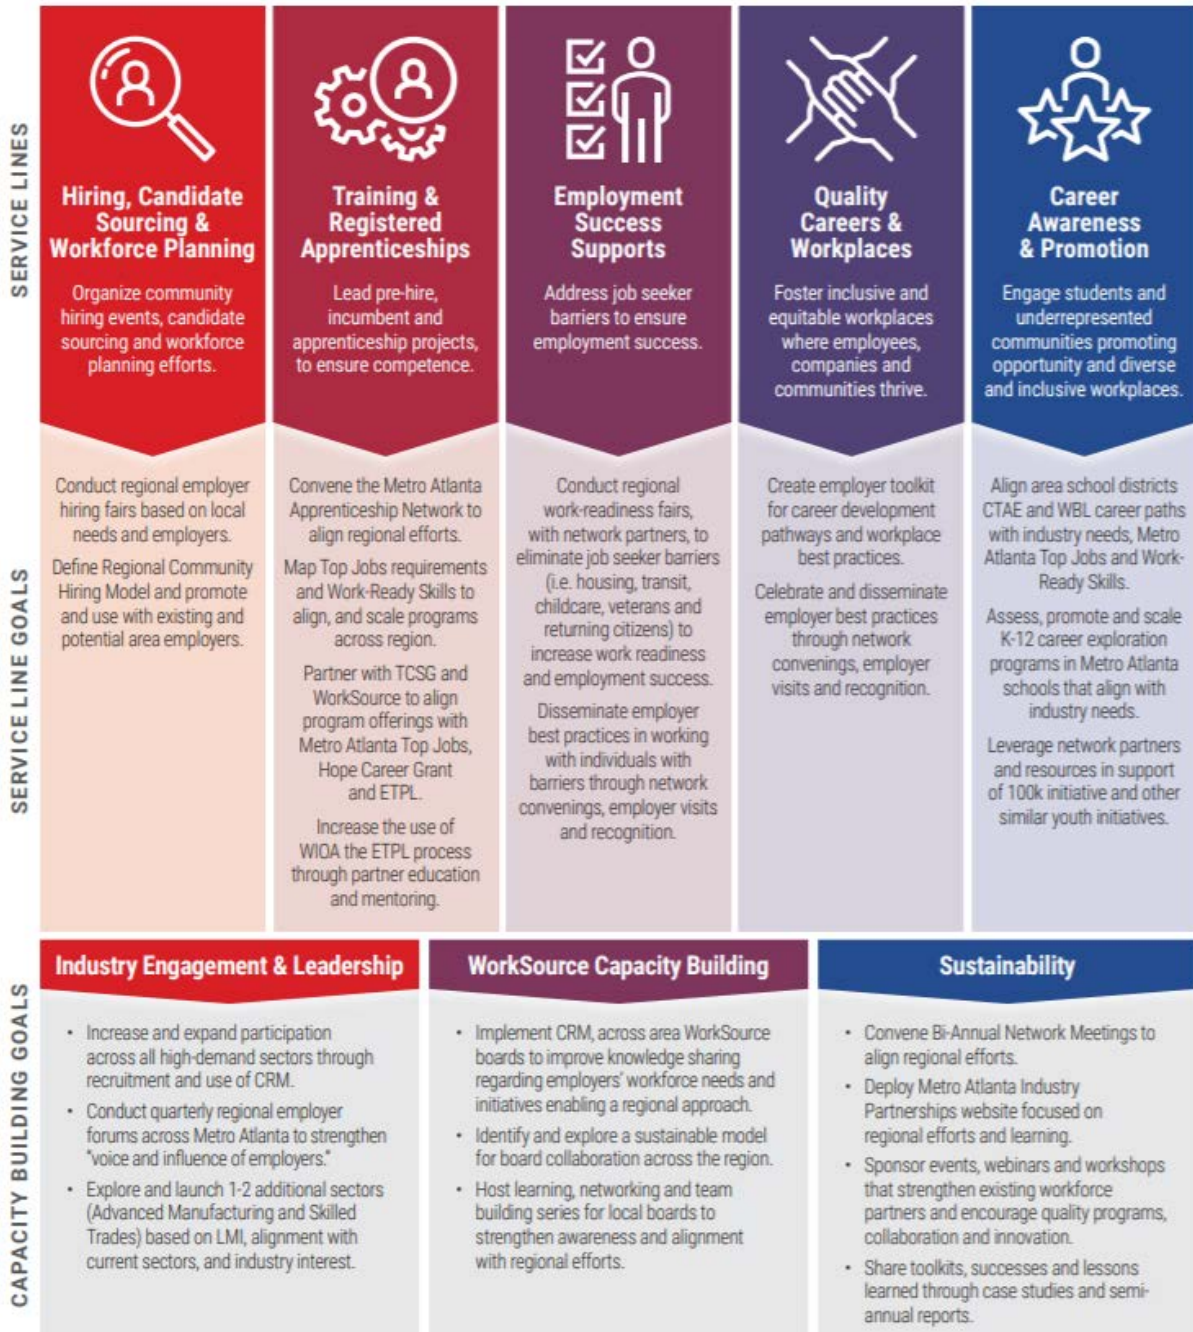 SERVICE LINES
Hiring, Candidate
Sourcing &
Workforce Planning
Organize community
hiring events, candidate
sourcing and workforce
planning efforts.
Training &
Registered
Apprenticeships
Lead pre-hire,
incumbent and
apprenticeship projects,
to ensure competence.
Employment
Success
Supports
Address job seeker
barriers to ensure
employment success.
Quality
Careers &
Workplaces
Foster inclusive and
equitable workplaces
where employees,
companies and
communities thrive.
Career
Awareness
& Promotion
Engage students and
underrepresented
communities promoting
opportunity and diverse
and inclusive workplaces.
SERVICE LINE GOALS
Conduct regional employer
hiring fairs based on local
needs and employers.
Define Regional Community
Hiring Model and promote
and use with existing and
potential area employers.
Convene the Metro Atlanta
Apprenticeship Network to
align regional efforts.
Map Top Jobs requirements
and Work-Ready Skills to
align, and scale programs
across region.
Partner with TCSG and
WorkSource to align
program offerings with
Metro Atlanta Top Jobs,
Hope Career Grant
and ETPL.
Increase the use of
WIOA the ETPL process
through partner education
and mentoring.
Conduct regional
work-readiness fairs,
with network partners, to
eliminate job seeker barriers
(i.e. housing, transit,
childcare, veterans and
returning citizens) to
increase work readiness
and employment success.
Disseminate employer
best practices in working
with individuals with
barriers through network
convenings, employer visits
and recognition.
Create employer toolkit
for career development
pathways and workplace
best practices.
Celebrate and disseminate
employer best practices
through network
convenings, employer
visits and recognition.
Align area school districts
CTAE and WBL career paths
with industry needs, Metro
Atlanta Top Jobs and Work-
Ready Skills.
Assess, promote and scale
K-12 career exploration
programs in Metro Atlanta
schools that align with
industry needs.
Leverage network partners
and resources in support
of 100k initiative and other
similar youth initiatives.
CAPACITY BUILDING GOALS
Industry Engagement & Leadership
• Increase and expand participation
across all high-demand sectors through
recruitment and use of CRM.
• Conduct quarterly regional employer
forums across Metro Atlanta to strengthen
"voice and influence of employers."
• Explore and launch 1-2 additional sectors
(Advanced Manufacturing and Skilled
Trades) based on LMI, alignment with
current sectors, and industry interest.
WorkSource Capacity Building
• Implement CRM, across area WorkSource
boards to improve knowledge sharing
regarding employers' workforce needs and
initiatives enabling a regional approach.
• Identify and explore a sustainable model
for board collaboration across the region.
• Host learning, networking and team
building series for local boards to
strengthen awareness and alignment
with regional efforts.
Sustainability
• Convene Bi-Annual Network Meetings to
align regional efforts.
• Deploy Metro Atlanta Industry
Partnerships website focused on
regional efforts and learning.
• Sponsor events, webinars and workshops
that strengthen existing workforce
partners and encourage quality programs,
collaboration and innovation.
• Share toolkits, successes and lessons
learned through case studies and semi-
annual reports.